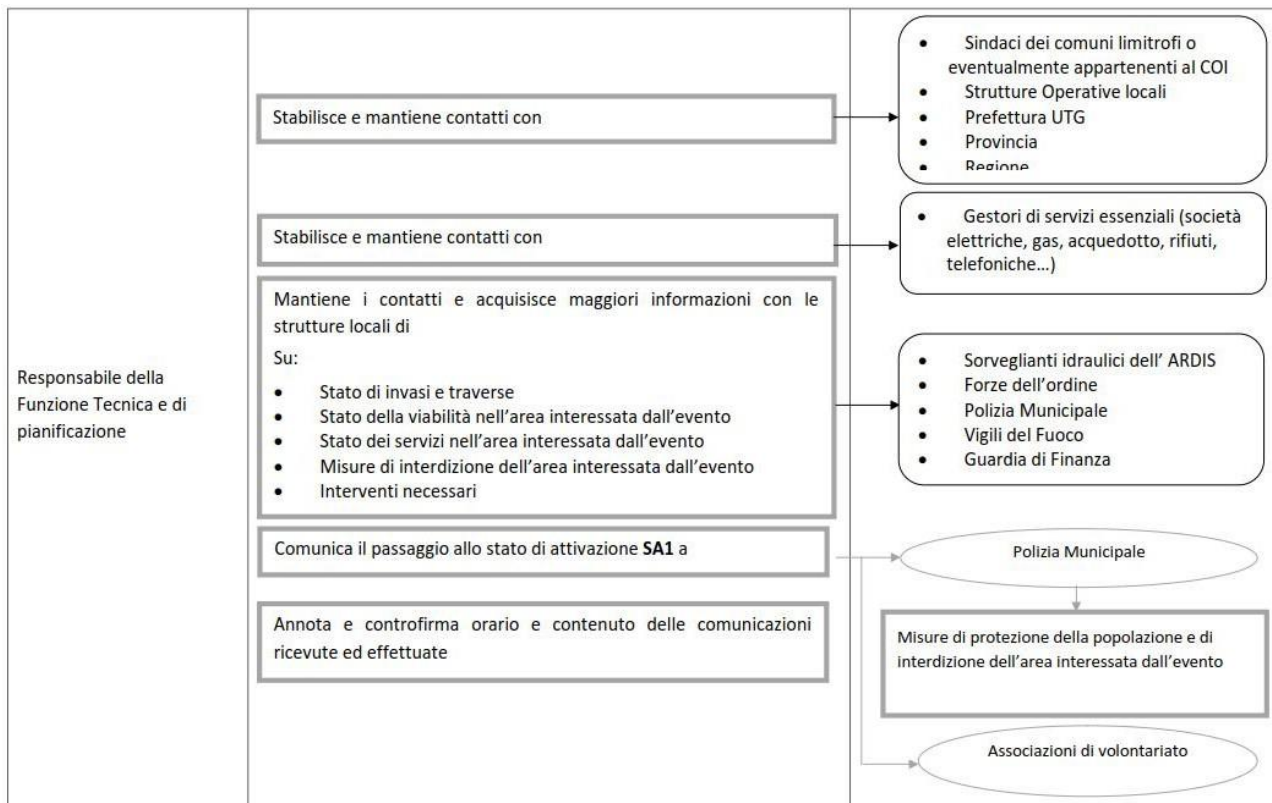 Responsabile della
Funzione Tecnica e di
pianificazione
Stabilisce e mantiene contatti con
• Sindaci dei comuni limitrofi o
eventualmente appartenenti al COI
• Strutture Operative locali
• Prefettura UTG
• Provincia
• Regione
Stabilisce e mantiene contatti con
• Gestori di servizi essenziali (società
elettriche, gas, acquedotto, rifiuti,
telefoniche…)
Mantiene i contatti e acquisisce maggiori informazioni con le
strutture locali di
Su:
• Stato di invasi e traverse
• Stato della viabilità nell’area interessata dall’evento
• Stato dei servizi nell’area interessata dall’evento
• Misure di interdizione dell’area interessata dall’evento
• Interventi necessari
• Sorveglianti idraulici dell’ ARDIS
• Forze dell’ordine
• Polizia Municipale
• Vigili del Fuoco
• Guardia di Finanza
Comunica il passaggio allo stato di attivazione SA1 a
Polizia Municipale
Misure di protezione della popolazione e di
interdizione dell’area interessata dall’evento
Associazioni di volontariato
Annota e controfirma orario e contenuto delle comunicazioni
ricevute ed effettuate